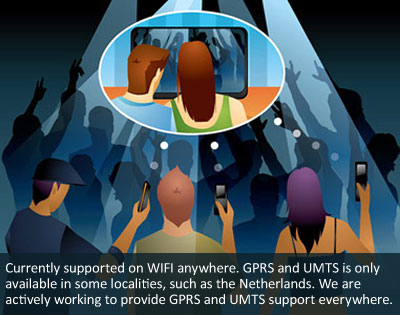 Currently supported on WIFI anywhere. GPRS and UMTS is only
available in some localities, such as the Netherlands. We are
actively working to provide GPRS and UMTS support everywhere.